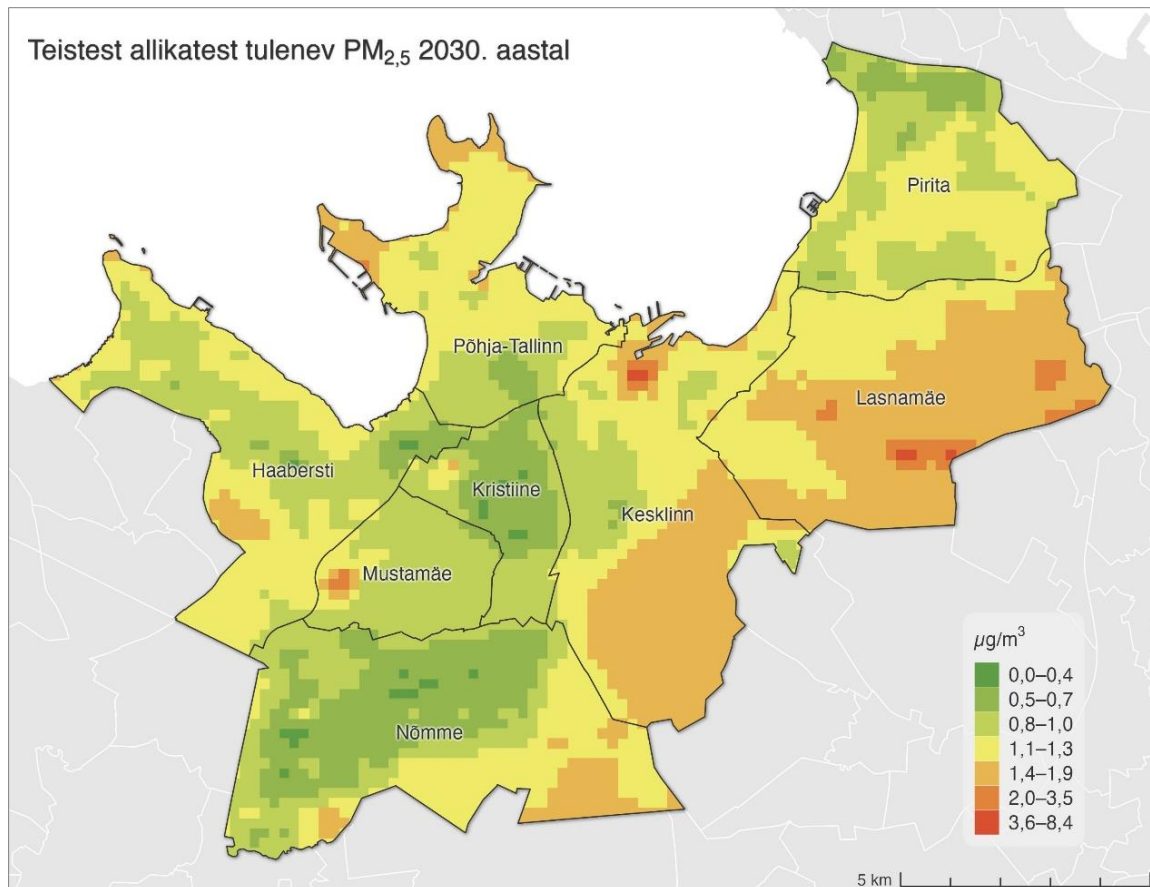 Teistest allikatest tulenev PM2,5 2030. aastal
Pirita
Põhja-Tallinn
Lasnamäe
Haabersti
Kristiine
Kesklinn
Mustamäe
Nõmme
µg/m³
0,0–0,4
0,5–0,7
0,8–1,0
1,1–1,3
1,4–1,9
2,0–3,5
3,6–8,4
5 km